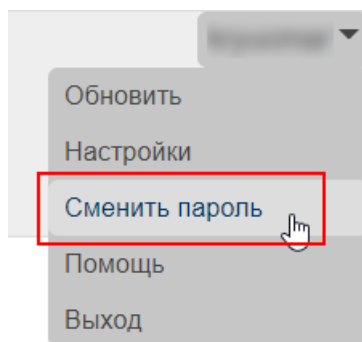 Обновить
Настройки
Сменить пароль
Помощь
Выход